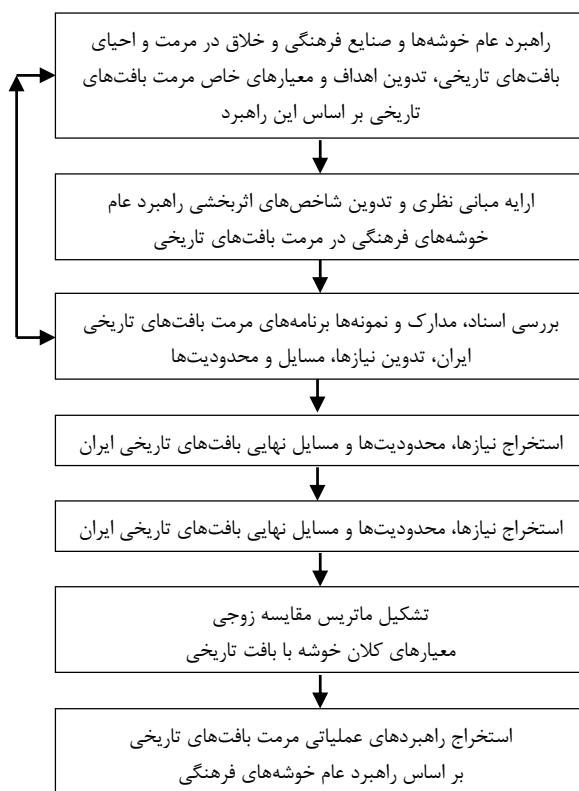 راهبرد عام خوشه‌ها و صنایع فرهنگی و خلاق در مرمت و احیای
بافت‌های تاریخی، تدوین اهداف و معیارهای خاص مرمت بافت‌های
تاریخی بر اساس این راهبرد
ارایه مبانی نظری و تدوین شاخص‌های اثربخشی راهبرد عام
خوشه‌های فرهنگی در مرمت بافت‌های تاریخی
بررسی اسناد، مدارک و نمونه‌ها برنامه‌های مرمت بافت‌های تاریخی
ایران، تدوین نیازها، مسایل و محدودیت‌ها
استخراج نیازها، محدودیت‌ها و مسایل نهایی بافت‌های تاریخی ایران
استخراج نیازها، محدودیت‌ها و مسایل نهایی بافت‌های تاریخی ایران
تشکیل ماتریس مقایسه زوجی
معیارهای کلان خوشه با بافت تاریخی
استخراج راهبردهای عملیاتی مرمت بافت‌های تاریخی
بر اساس راهبرد عام خوشه‌های فرهنگی